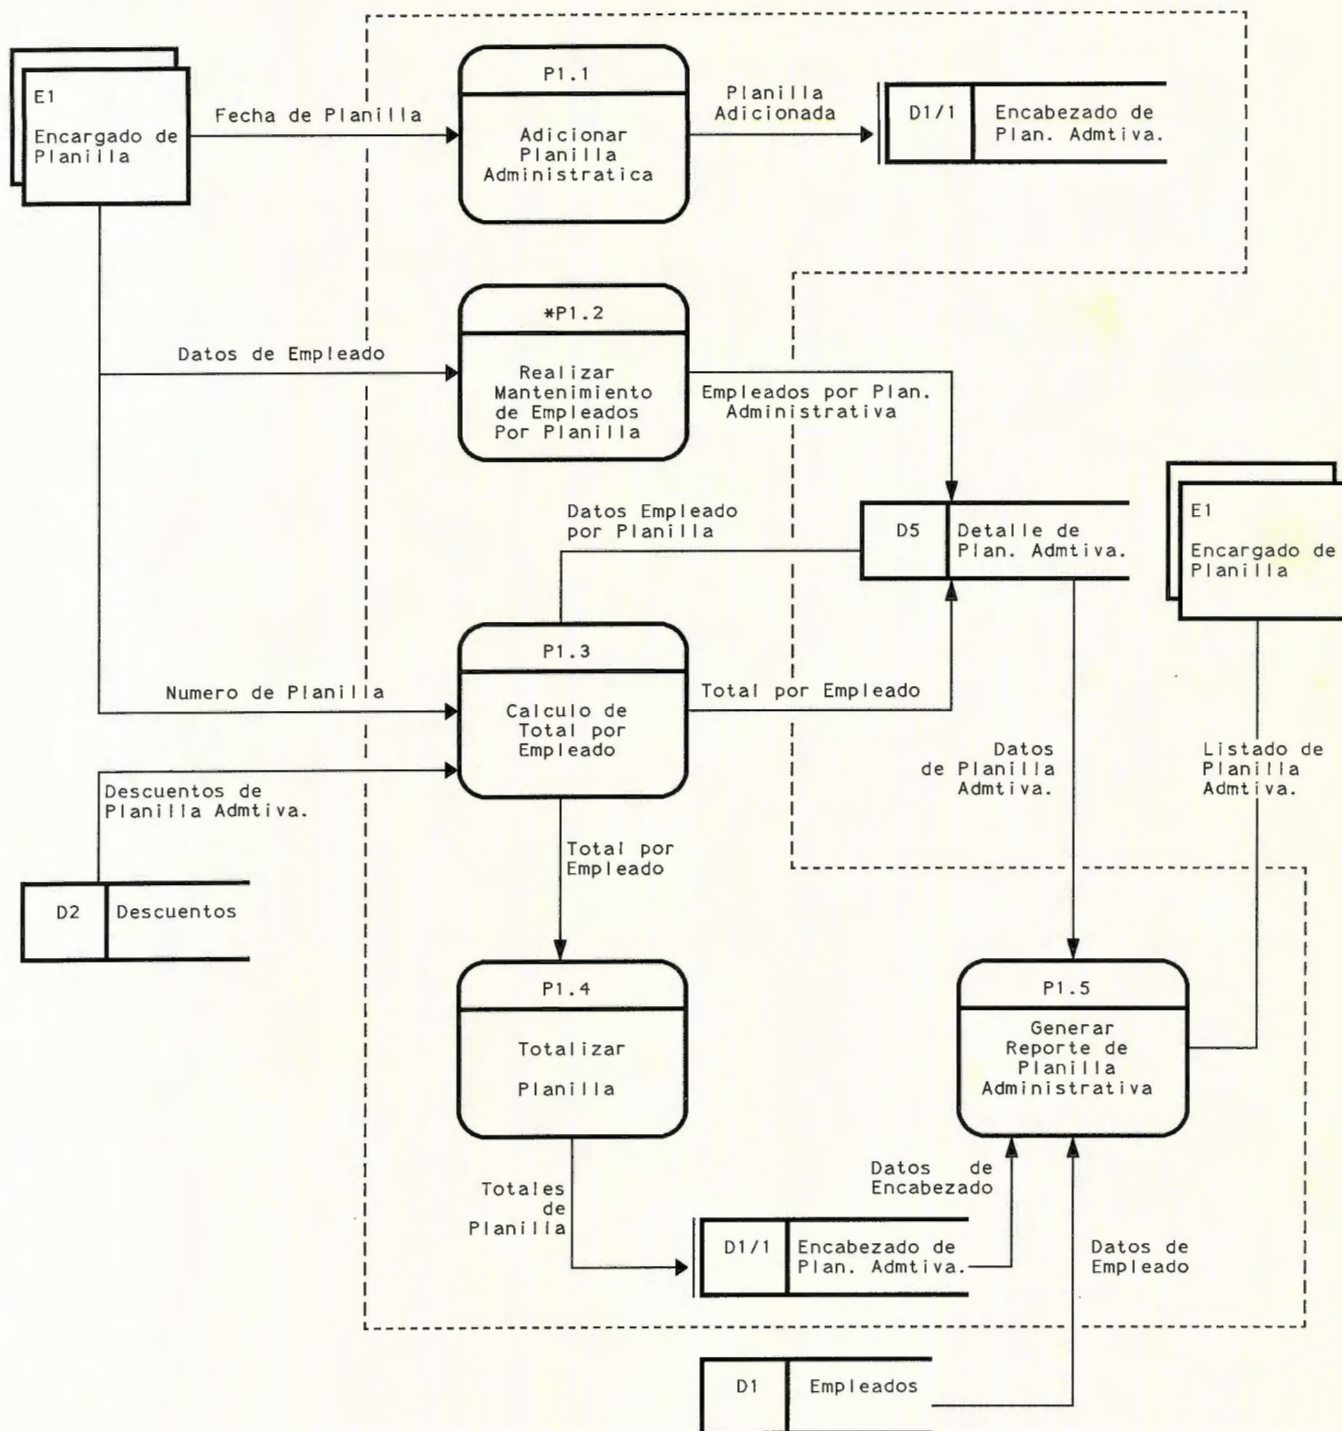 P1.1
E1
Encargado de
Planilla
Fecha de Planilla
Adicionar
Planilla
Administratica
Planilla
Adicionada
D1/1
Encabezado de
Plan. Admtiva.
*P1.2
Datos de Empleado
Realizar
Mantenimiento
de Empleados
Por Planilla
Empleados por Plan.
Administrativa
Datos Empleado
por Planilla
D5
Detalle de
Plan. Admtiva.
E1
Encargado de
Planilla
P1.3
Numero de Planilla
Calculo de
Total por
Empleado
Total por Empleado
Descuentos de
Planilla Admtiva.
Datos
de Planilla
Admtiva.
Listado de
Planilla
Admtiva.
Total por
Empleado
D2
Descuentos
P1.4
Totalizar
Planilla
P1.5
Generar
Reporte de
Planilla
Administrativa
Totales
de
Planilla
Datos de
Encabezado
D1/1
Encabezado de
Plan. Admtiva.
Datos de
Empleado
D1
Empleados